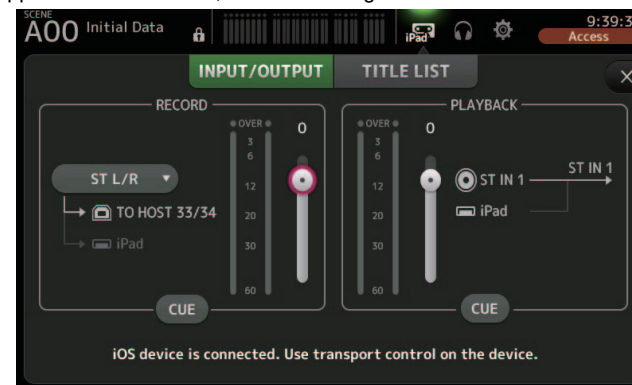 SCENE
A00 Initial Data
iPad
9:39:3
Access
INPUT/OUTPUT
TITLE LIST
RECORD
OVER
0
3
6
12
20
30
60
ST L/R
TO HOST 33/34
iPad
CUE
PLAYBACK
OVER
0
3
6
12
20
30
60
ST IN 1
ST IN 1
iPad
CUE
iOS device is connected. Use transport control on the device.